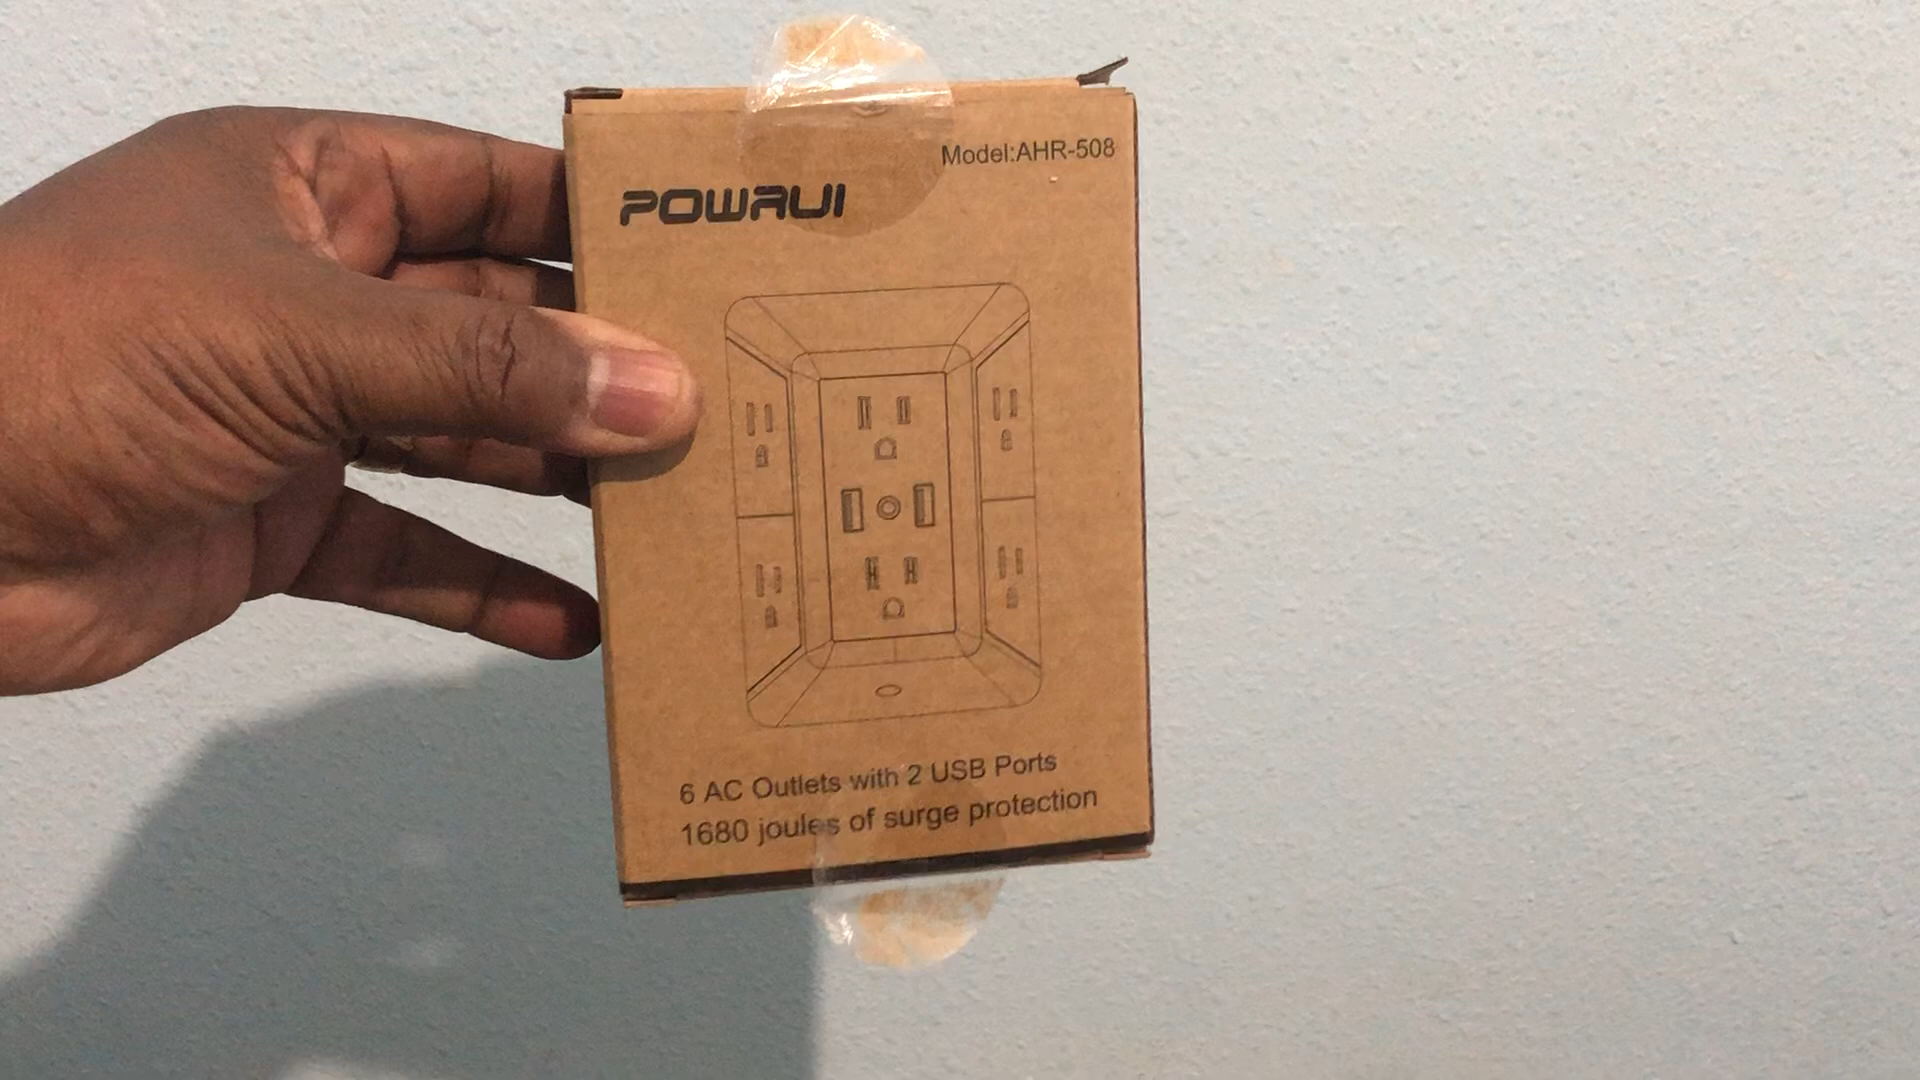 Model:AHR-508
POWRUI
6 AC Outlets with 2 USB Ports
1680 joules of surge protection